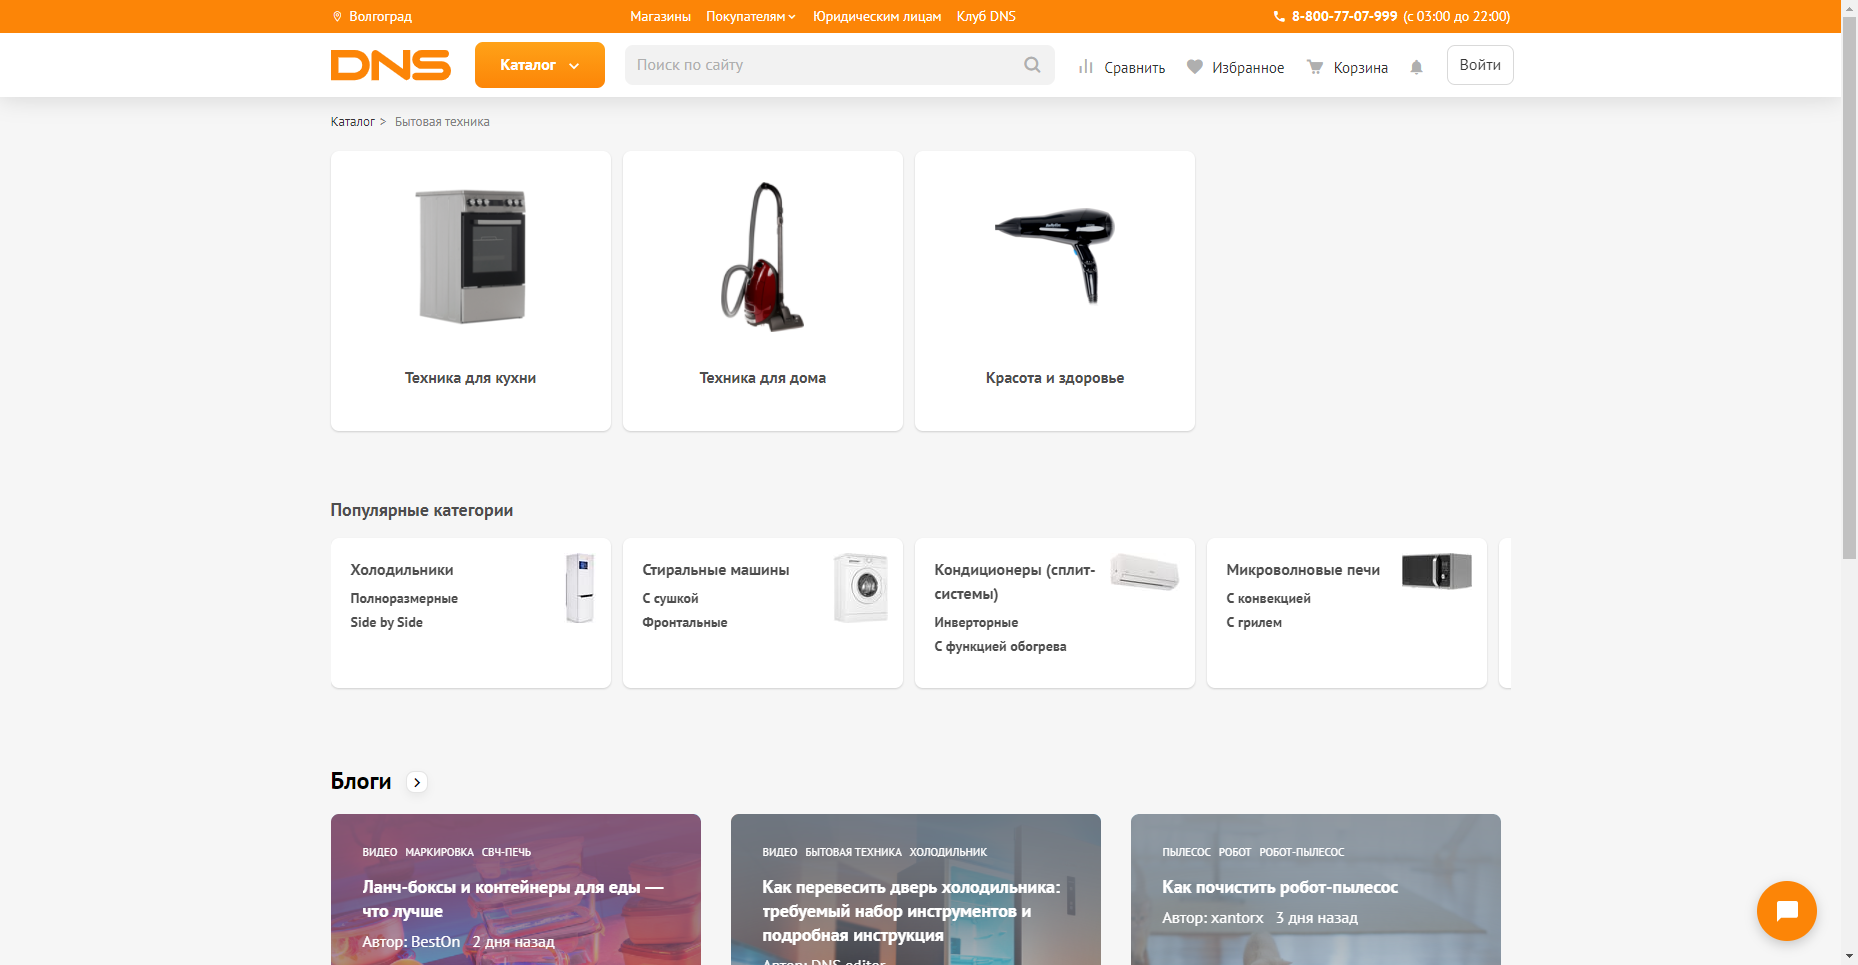 Волгоград
Магазины Покупателям Юридическим лицам Клуб DNS
8-800-77-07-999 (с 03:00 до 22:00)
DNS
Каталог
Поиск по сайту
Сравнить
Избранное
Корзина
Войти
Каталог > Бытовая техника
Техника для кухни
Техника для дома
Красота и здоровье
Популярные категории
Холодильники
Полноразмерные
Side by Side
Стиральные машины
С сушкой
Фронтальные
Кондиционеры (сплит-
системы)
Инверторные
С функцией обогрева
Микроволновые печи
С конвекцией
С грилем
Блоги
ВИДЕО МАРКИРОВКА СВЧ-ПЕЧЬ
Ланч-боксы и контейнеры для еды —
что лучше
Автор: BestOn 2 дня назад
ВИДЕО БЫТОВАЯ ТЕХНИКА ХОЛОДИЛЬНИК
Как перевесить дверь холодильника:
требуемый набор инструментов и
подробная инструкция
Автор: DNS editor
ПЫЛЕСОС РОБОТ РОБОТ-ПЫЛЕСОС
Как почистить робот-пылесос
Автор: xantorx 3 дня назад